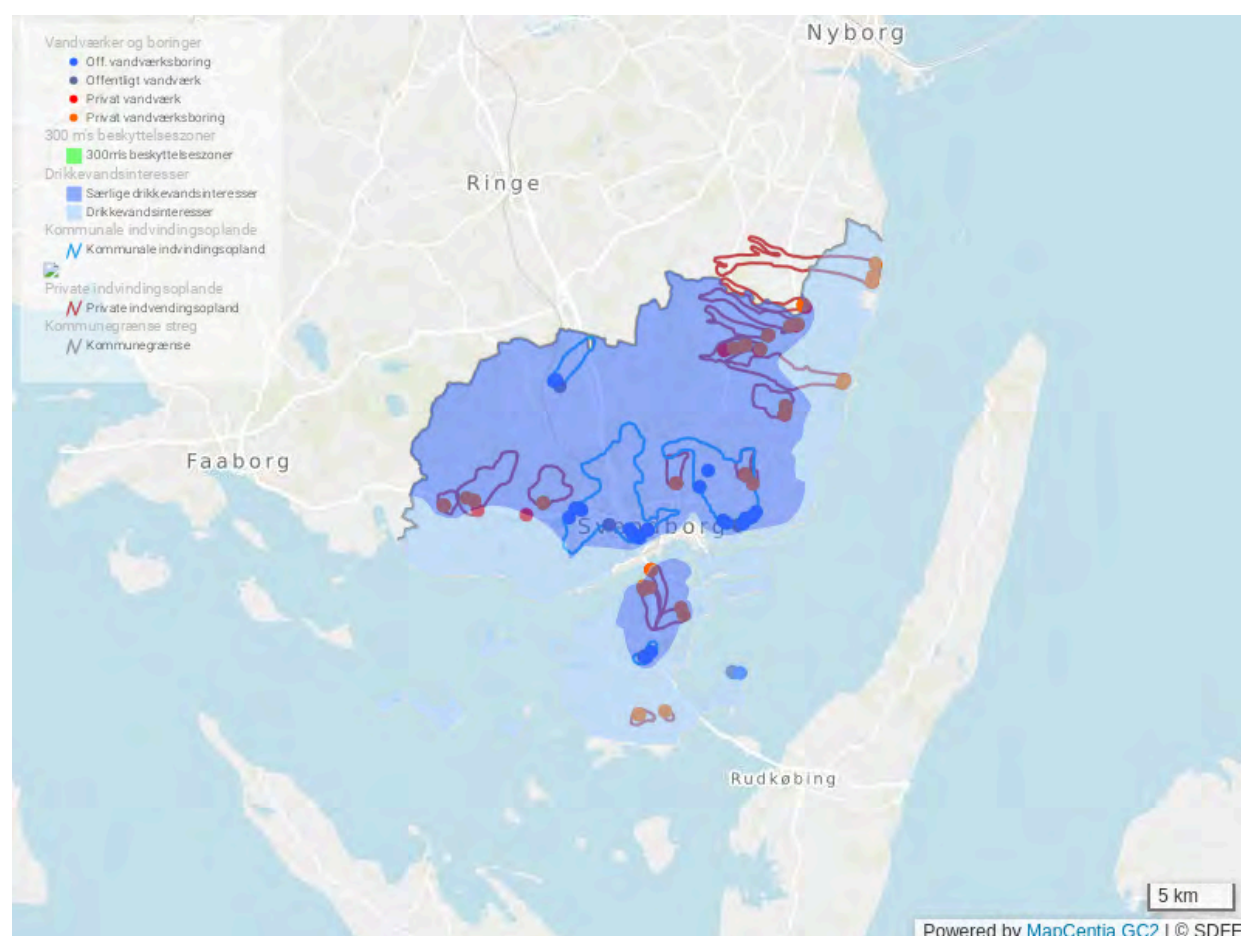 Nyborg
Vandværker og boringer
Off. vandværksboring
Offentligt vandværk
Privat vandværk
Privat vandværksboring
300 m's beskyttelseszoner
300m's beskyttelseszoner
Drikkevandsinteresser
Særlige drikkevandsinteresser
Drikkevandsinteresser
Kommunale indvindingsoplande
Kommunale indvindingsopland
Private indvindingsoplande
Private indvendingsopland
Kommunegrænse streg
Kommunegrænse
Ringe
Faaborg
Svendborg
Rudkøbing
5 km
Powered by MapCentia GC2 | © SDFE